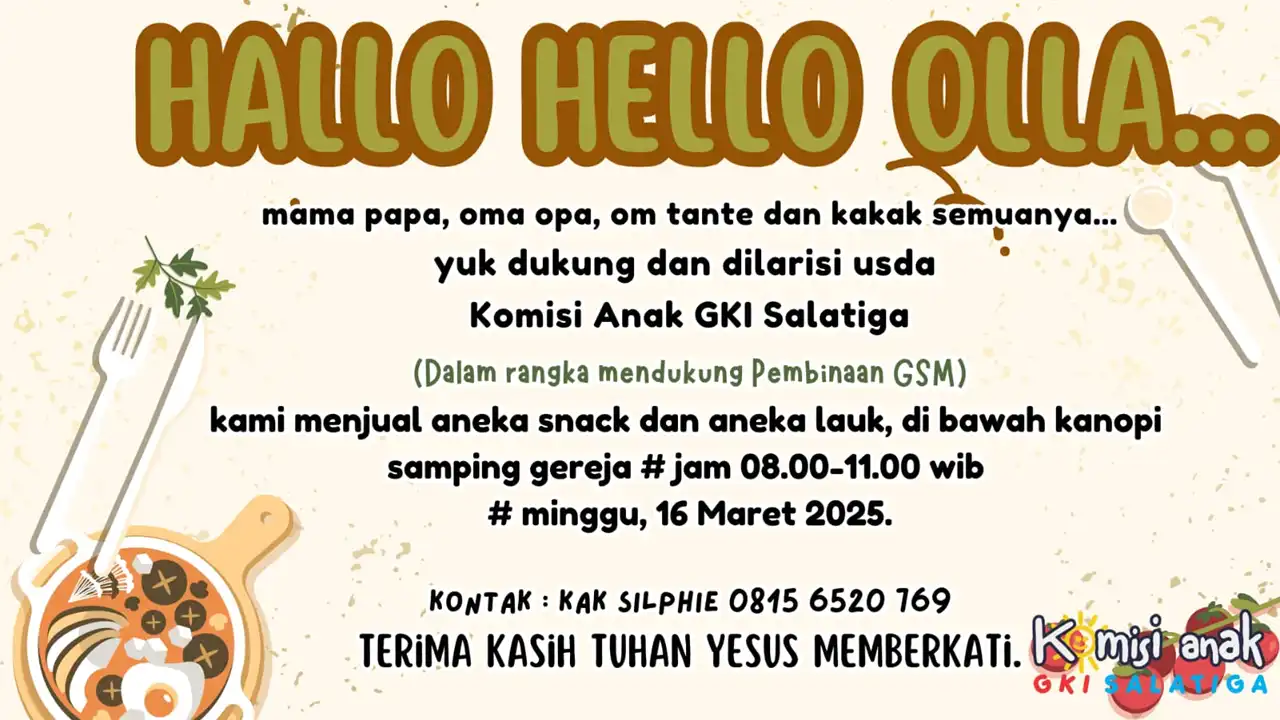 HALLO HELLO OLLA...
mama papa, oma opa, om tante dan kakak semuanya...
yuk dukung dan dilarisi usda
Komisi Anak GKI Salatiga
(Dalam rangka mendukung Pembinaan GSM)
kami menjual aneka snack dan aneka lauk, di bawah kanopi
samping gereja # jam 08.00-11.00 wib
# minggu, 16 Maret 2025.
KONTAK : KAK SILPHIE 0815 6520 769
TERiMA KASiH TUHAN YESUS MEMBERKATi.
Komisi anak
GKI SALATIGA